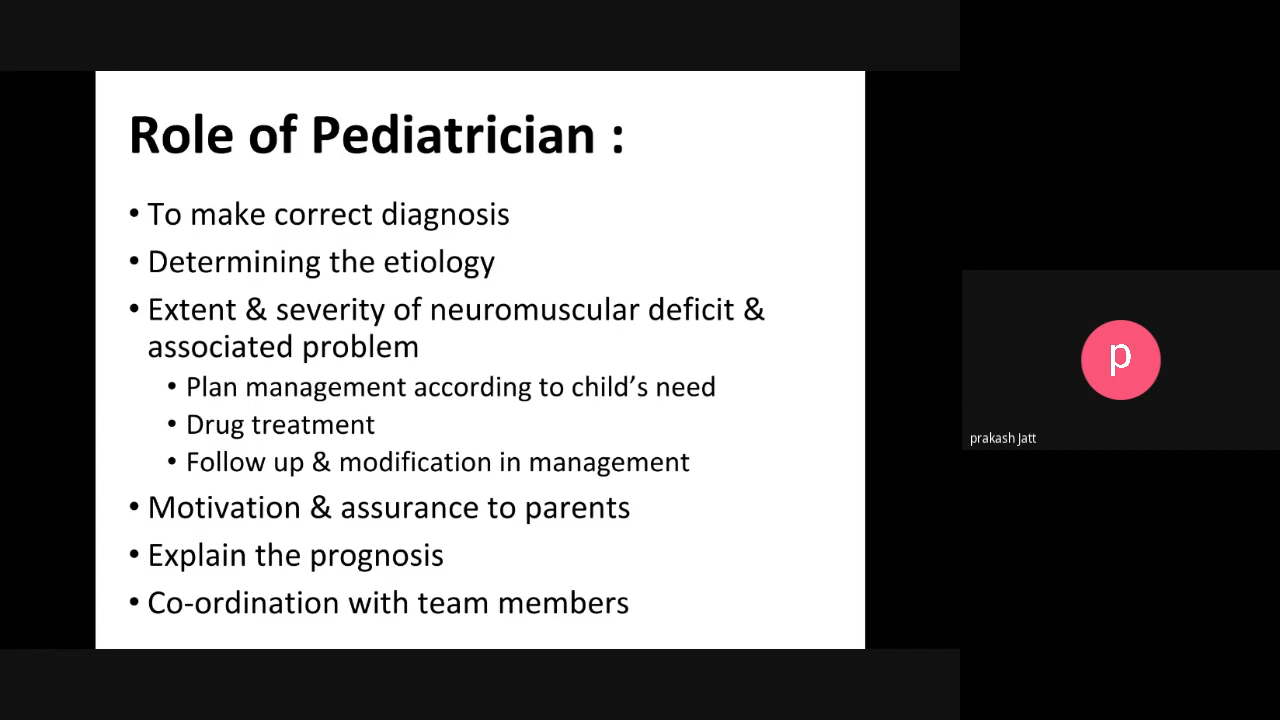 Role of Pediatrician :
• To make correct diagnosis
• Determining the etiology
• Extent & severity of neuromuscular deficit &
associated problem
• Plan management according to child’s need
• Drug treatment
• Follow up & modification in management
• Motivation & assurance to parents
• Explain the prognosis
• Co-ordination with team members
p
prakash Jatt